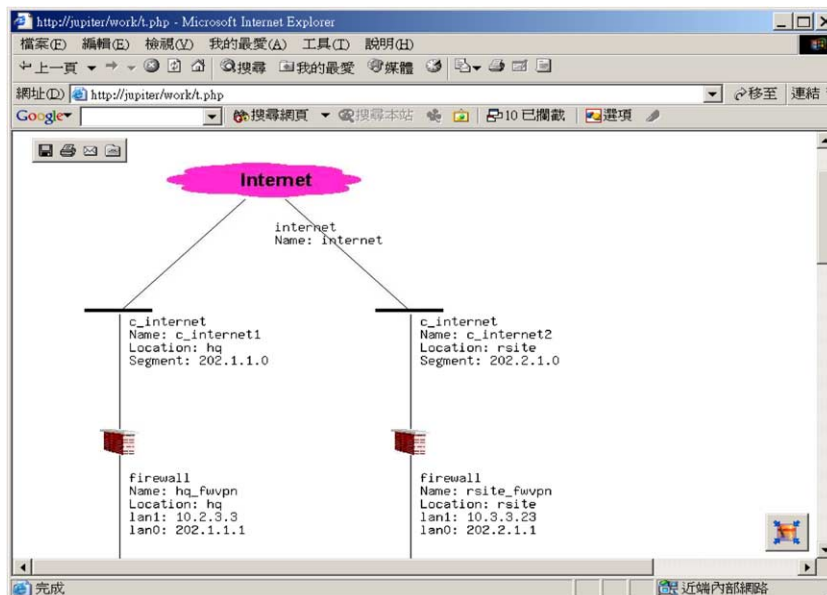 http://jupiter/work/t.php - Microsoft Internet Explorer
檔案(F) 編輯(E) 檢視(V) 我的最愛(A) 工具(T) 說明(H)
上一頁 搜尋 我的最愛 媒體
網址(D) http://jupiter/work/t.php 移至 連結
Google 搜尋網頁 搜尋本站 10 已攔截 選項
Internet
internet
Name: internet
c_internet
Name: c_internet1
Location: hq
Segment: 202.1.1.0
c_internet
Name: c_internet2
Location: rsite
Segment: 202.2.1.0
firewall
Name: hq_fwvpn
Location: hq
lan1: 10.2.3.3
lan0: 202.1.1.1
firewall
Name: rsite_fwvpn
Location: rsite
lan1: 10.3.3.23
lan0: 202.2.1.1
完成 近端內部網路